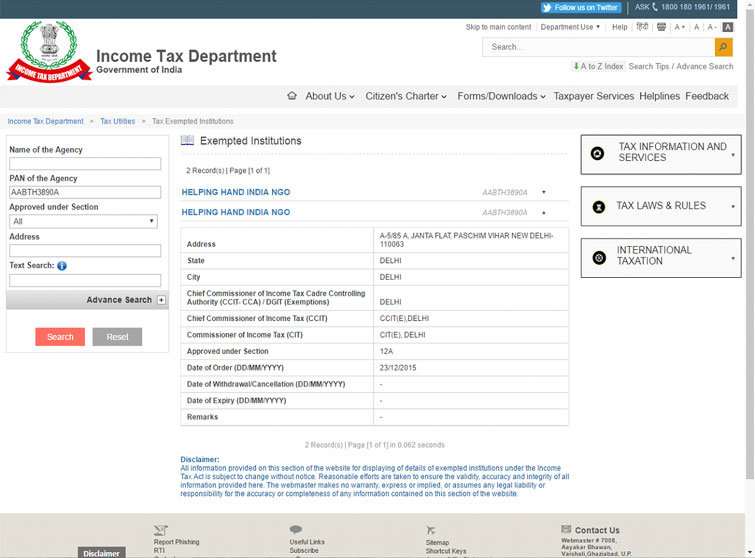 Follow us on Twitter
ASK 1800 180 1961/ 1961
Skip to main content | Department Use | Help | हिंदी A+ A A- A
INCOME TAX DEPARTMENT
Income Tax Department
Government of India
Search...
A to Z Index Search Tips / Advance Search
About Us Citizen's Charter Forms/Downloads Taxpayer Services Helplines Feedback
Income Tax Department > Tax Utilities > Tax Exempted Institutions
Name of the Agency
PAN of the Agency
AABTH3890A
Approved under Section
All
Address
Text Search:
Advance Search
Search Reset
Exempted Institutions
2 Record(s) | Page [1 of 1]
HELPING HAND INDIA NGO AABTH3890A
HELPING HAND INDIA NGO AABTH3890A
Address A-5/85 A, JANTA FLAT, PASCHIM VIHAR NEW DELHI-
110063
State DELHI
City DELHI
Chief Commissioner of Income Tax Cadre Controlling
Authority (CCIT- CCA) / DGIT (Exemptions) DELHI
Chief Commissioner of Income Tax (CCIT) CCIT(E),DELHI
Commissioner of Income Tax (CIT) CIT(E), DELHI
Approved under Section 12A
Date of Order (DD/MM/YYYY) 23/12/2015
Date of Withdrawal/Cancellation (DD/MM/YYYY) -
Date of Expiry (DD/MM/YYYY) -
Remarks -
2 Record(s) | Page [1 of 1] in 0.062 seconds
Disclaimer:
All information provided on this section of the website for displaying of details of exempted institutions under the Income
Tax Act is subject to change without notice. Reasonable efforts are taken to ensure the validity, accuracy and integrity of all
information provided here. The webmaster makes no warranty, express or implied, or assumes any legal liability or
responsibility for the accuracy or completeness of any information contained on this section of the website.
TAX INFORMATION AND
SERVICES
TAX LAWS & RULES
INTERNATIONAL
TAXATION
Disclaimer
Report Phishing
RTI
Useful Links
Subscribe
Sitemap
Shortcut Keys
Contact Us
Webmaster # 7008,
Aayakar Bhawan,
Vaishali,Ghaziabad, U.P.